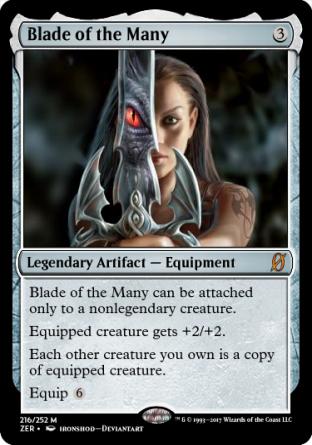 Blade of the Many 3
Legendary Artifact — Equipment
Blade of the Many can be attached
only to a nonlegendary creature.
Equipped creature gets +2/+2.
Each other creature you own is a copy
of equipped creature.
Equip 6
216/252 M
ZER • IRONSHOD—DEVIANTART
™ & © 1993–2017 Wizards of the Coast LLC